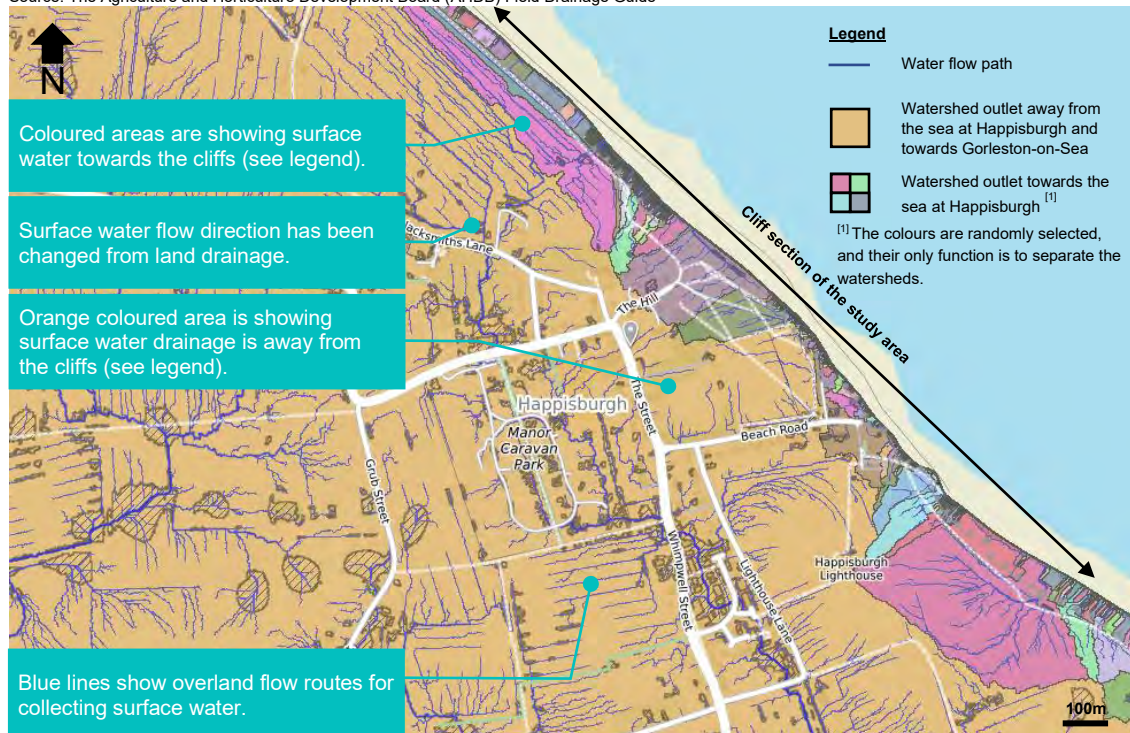 Source: The Agriculture and Horticulture Development Board (AHDB) Field Drainage Guide
N
Coloured areas are showing surface
water towards the cliffs (see legend).
Surface water flow direction has been
changed from land drainage.
Orange coloured area is showing
surface water drainage is away from
the cliffs (see legend).
Blue lines show overland flow routes for
collecting surface water.
Legend
Water flow path
Watershed outlet away from
the sea at Happisburgh and
towards Gorleston-on-Sea
Watershed outlet towards the
sea at Happisburgh [1]
[1] The colours are randomly selected,
and their only function is to separate the
watersheds.
Cliff section of the study area
lacksmiths Lane
The Hill
The Street
Happisburgh
Manor
Caravan
Park
Beach Road
Grub Street
Whimpwell Street
Lighthouse Lane
Happisburgh
Lighthouse
100m